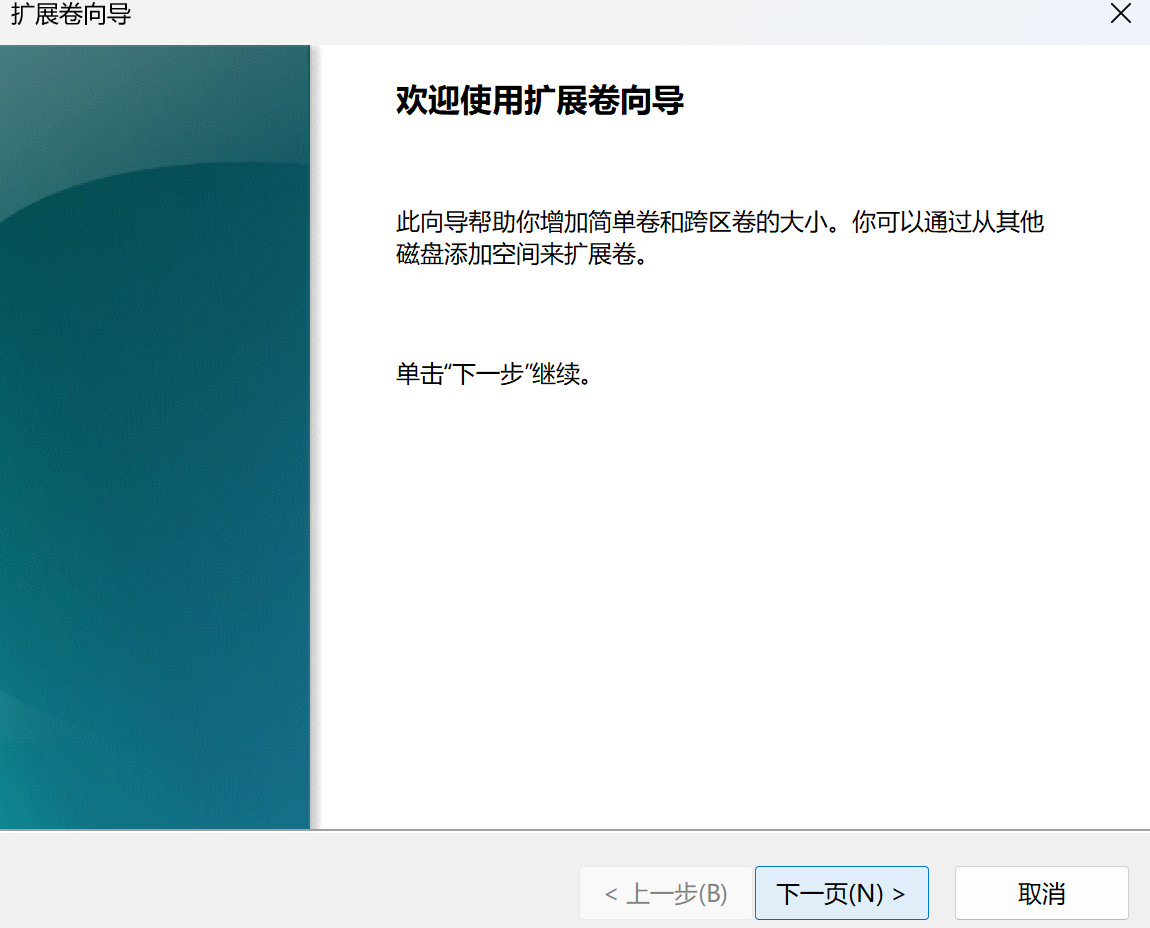 扩展卷向导
欢迎使用扩展卷向导
此向导帮助你增加简单卷和跨区卷的大小。你可以通过从其他
磁盘添加空间来扩展卷。
单击“下一步”继续。
< 上一步(B)
下一页(N) >
取消